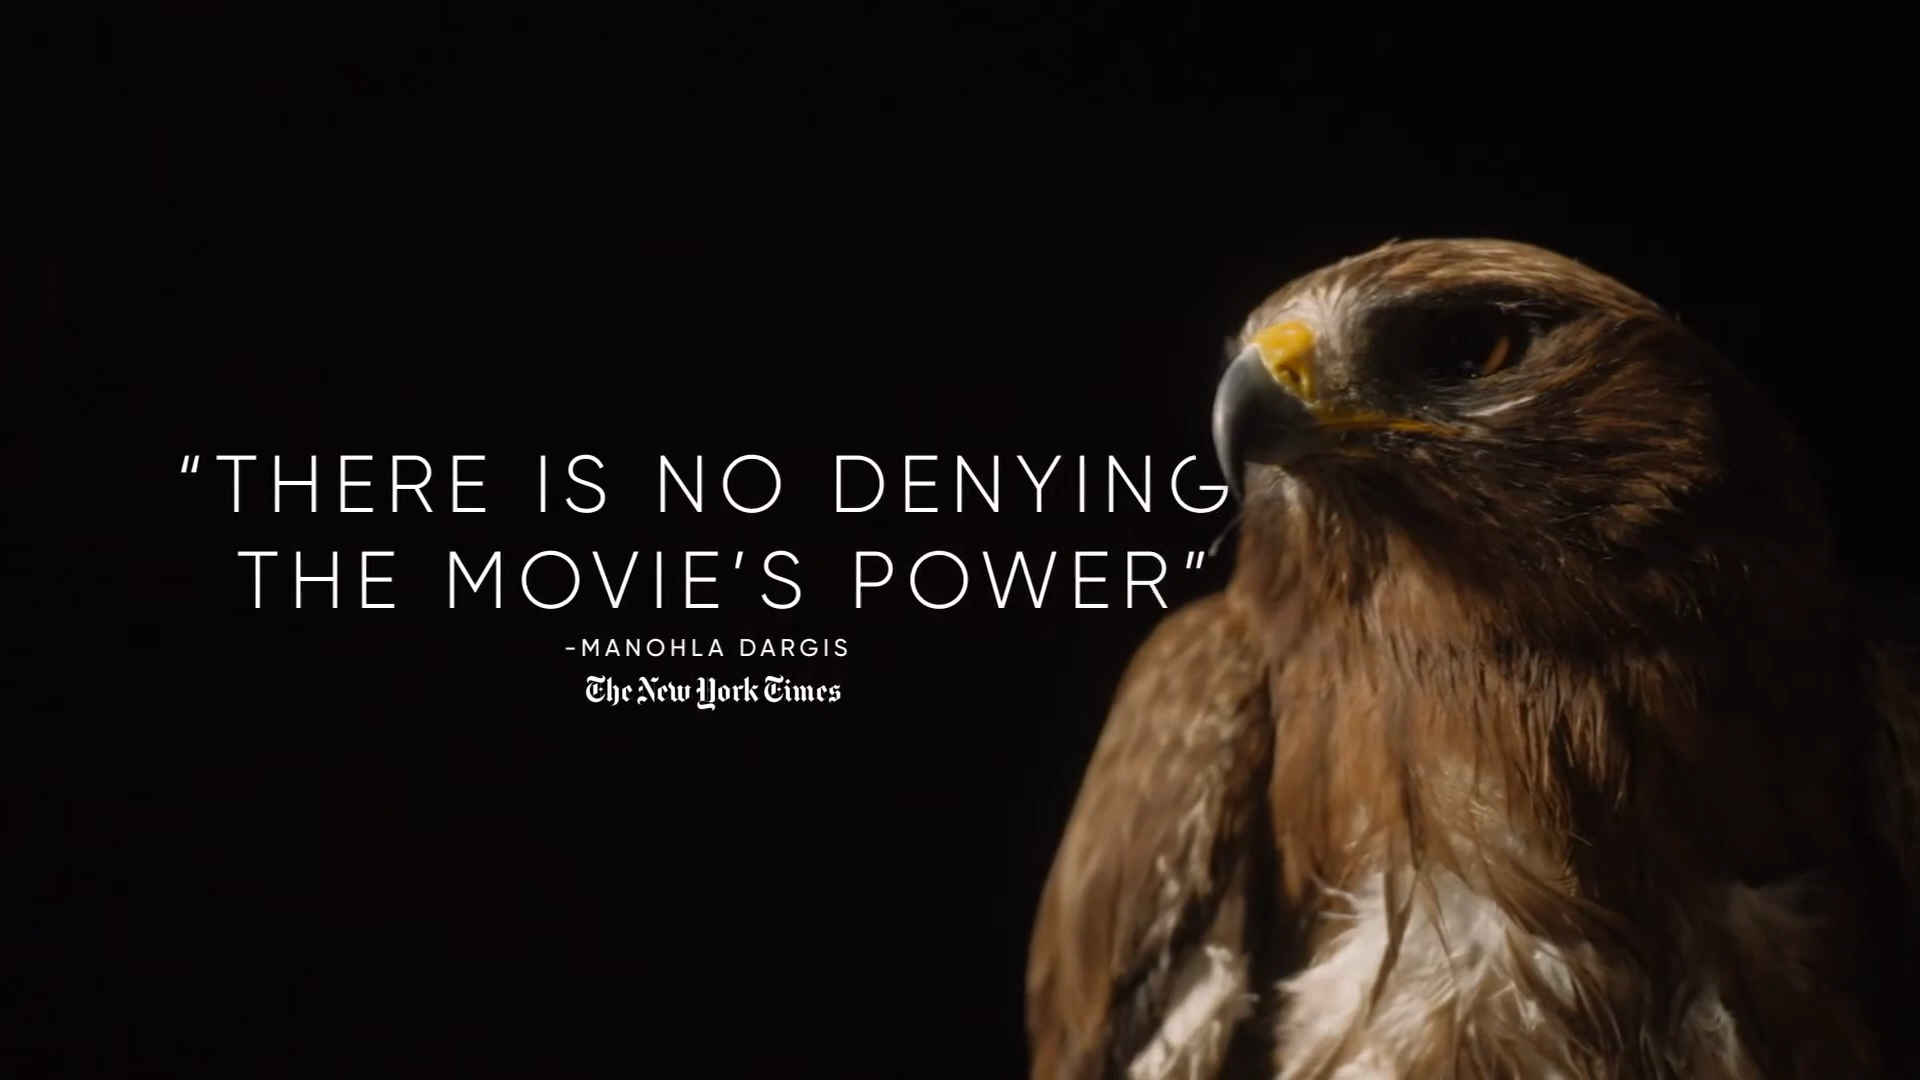 “THERE IS NO DENYING
THE MOVIE’S POWER”
-MANOHLA DARGIS
The New York Times